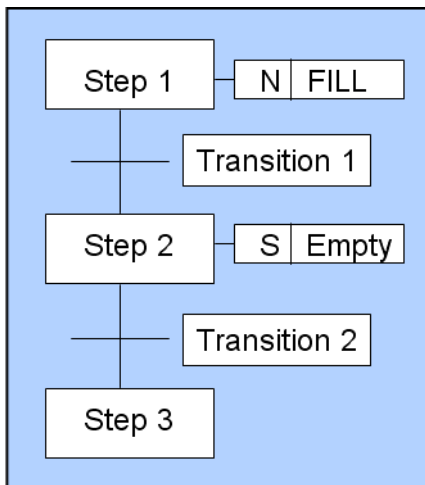 Step 1 N FILL
Transition 1
Step 2 S Empty
Transition 2
Step 3